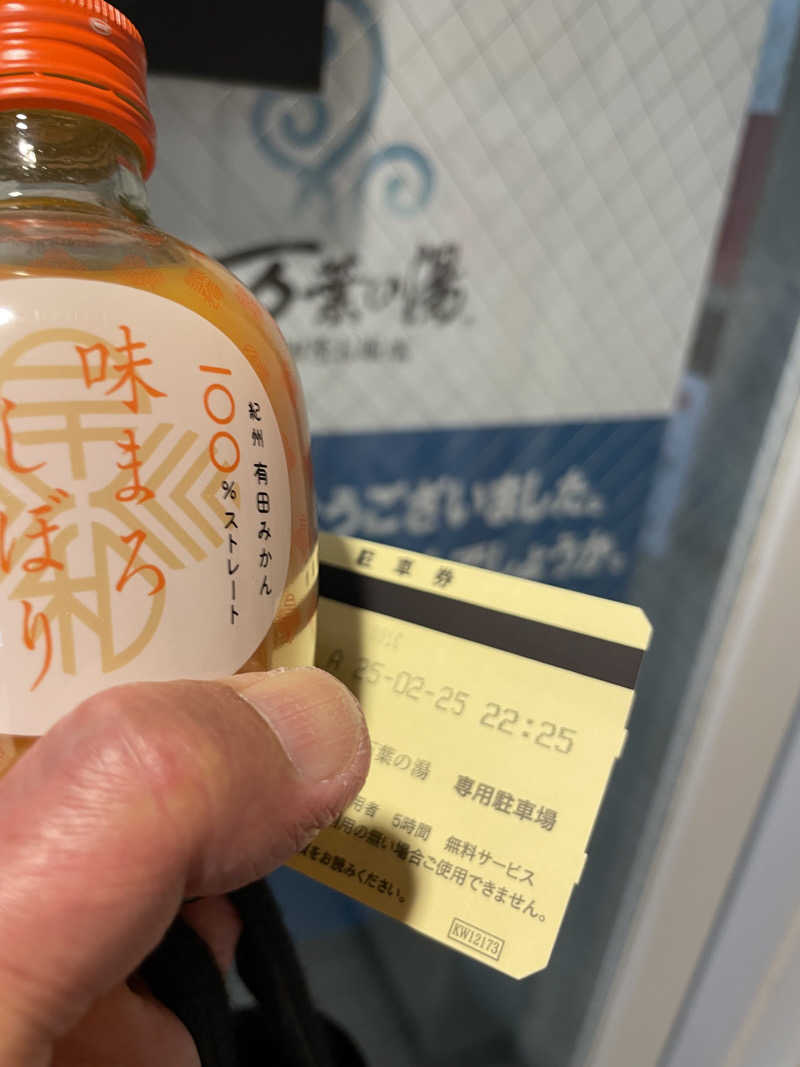 万葉の湯
うございました。
でしょうか。
一〇〇%ストレート
紀州 有田みかん
味まろ
しぼり
駐車券
A 25-02-25 22:25
葉の湯 専用駐車場
用者 5時間 無料サービス
用の無い場合ご使用できません。
をお読みください。
KW12173